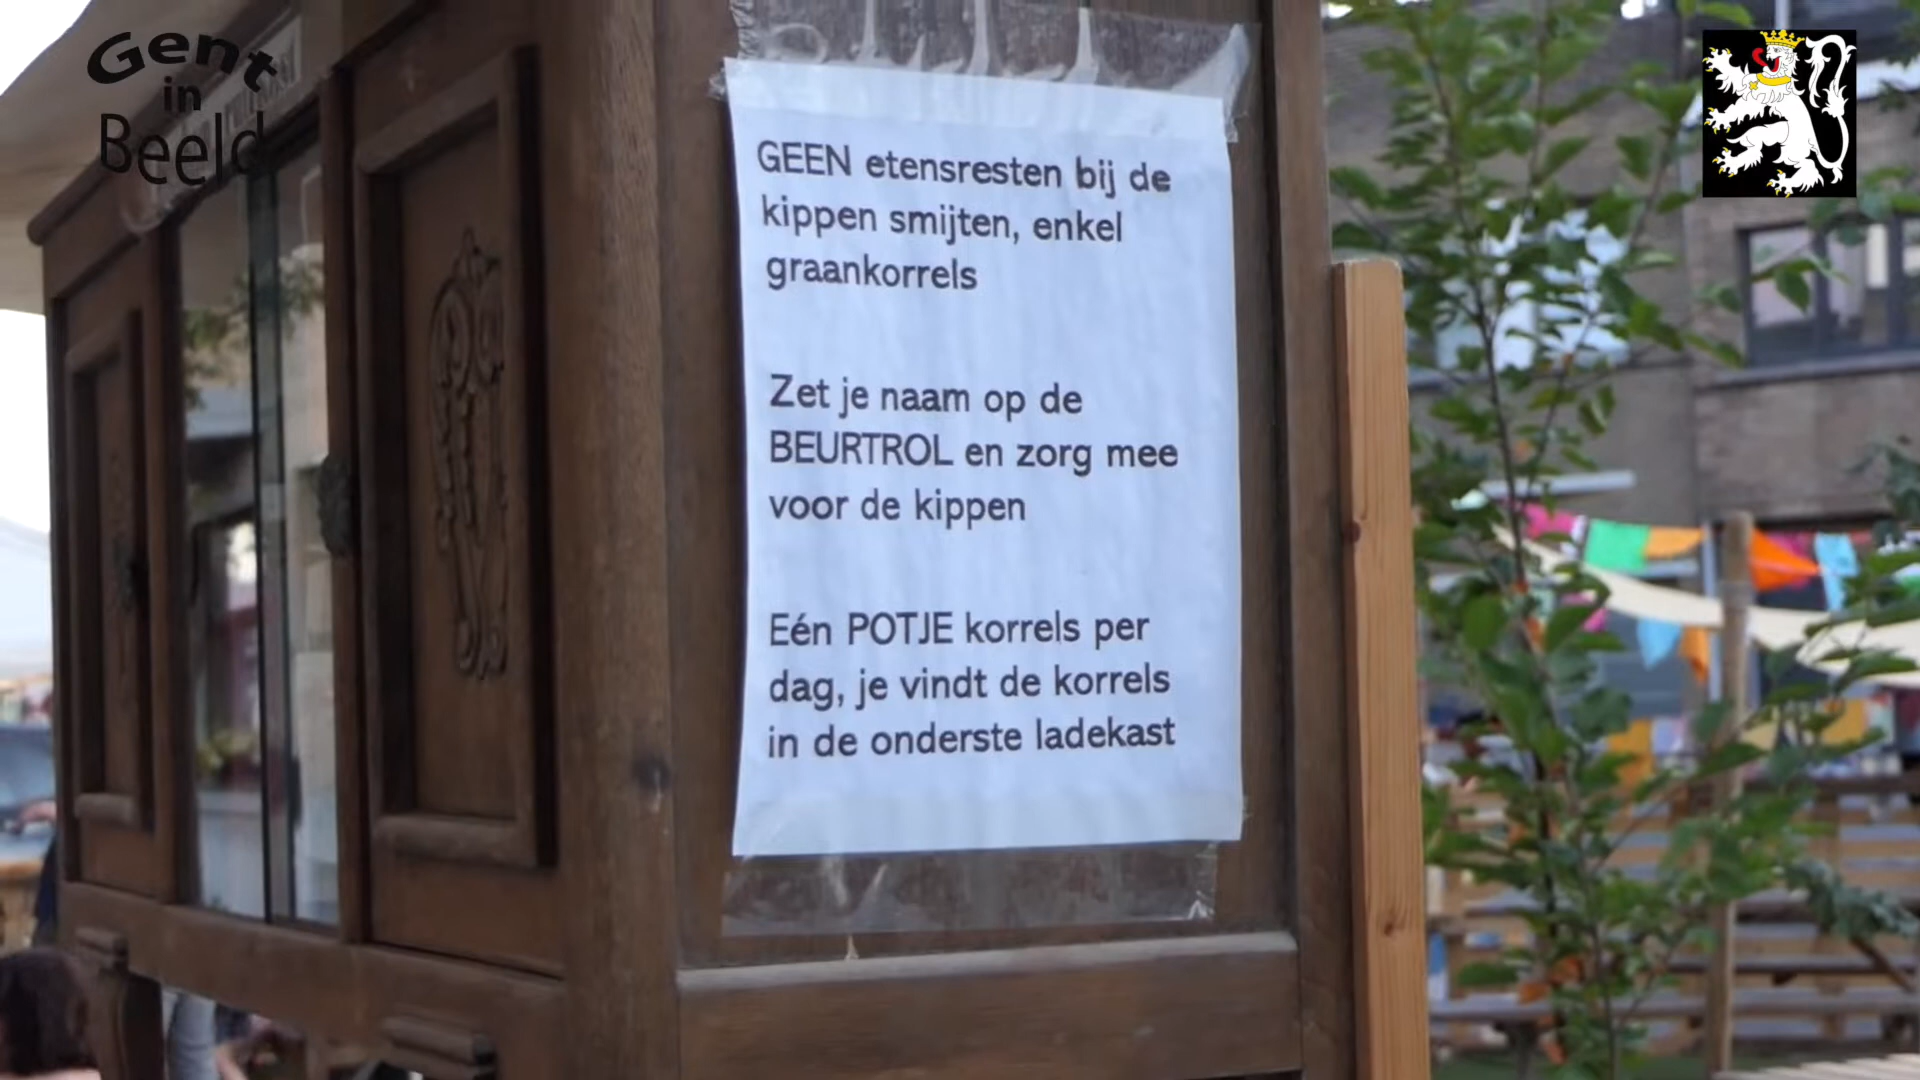 Gent
in
Beeld
GEEN etensresten bij de
kippen smijten, enkel
graankorrels
Zet je naam op de
BEURTROL en zorg mee
voor de kippen
Eén POTJE korrels per
dag, je vindt de korrels
in de onderste ladekast